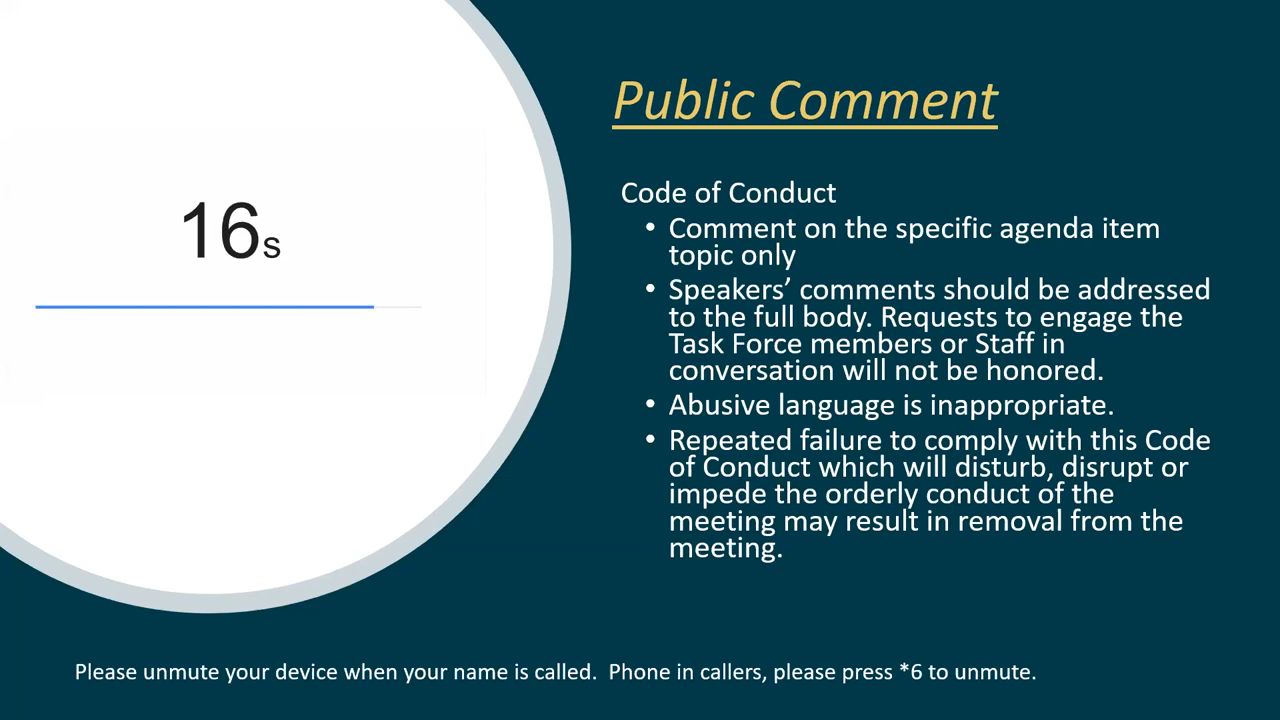 Public Comment
16s
Code of Conduct
• Comment on the specific agenda item
topic only
• Speakers’ comments should be addressed
to the full body. Requests to engage the
Task Force members or Staff in
conversation will not be honored.
• Abusive language is inappropriate.
• Repeated failure to comply with this Code
of Conduct which will disturb, disrupt or
impede the orderly conduct of the
meeting may result in removal from the
meeting.
Please unmute your device when your name is called.  Phone in callers, please press *6 to unmute.